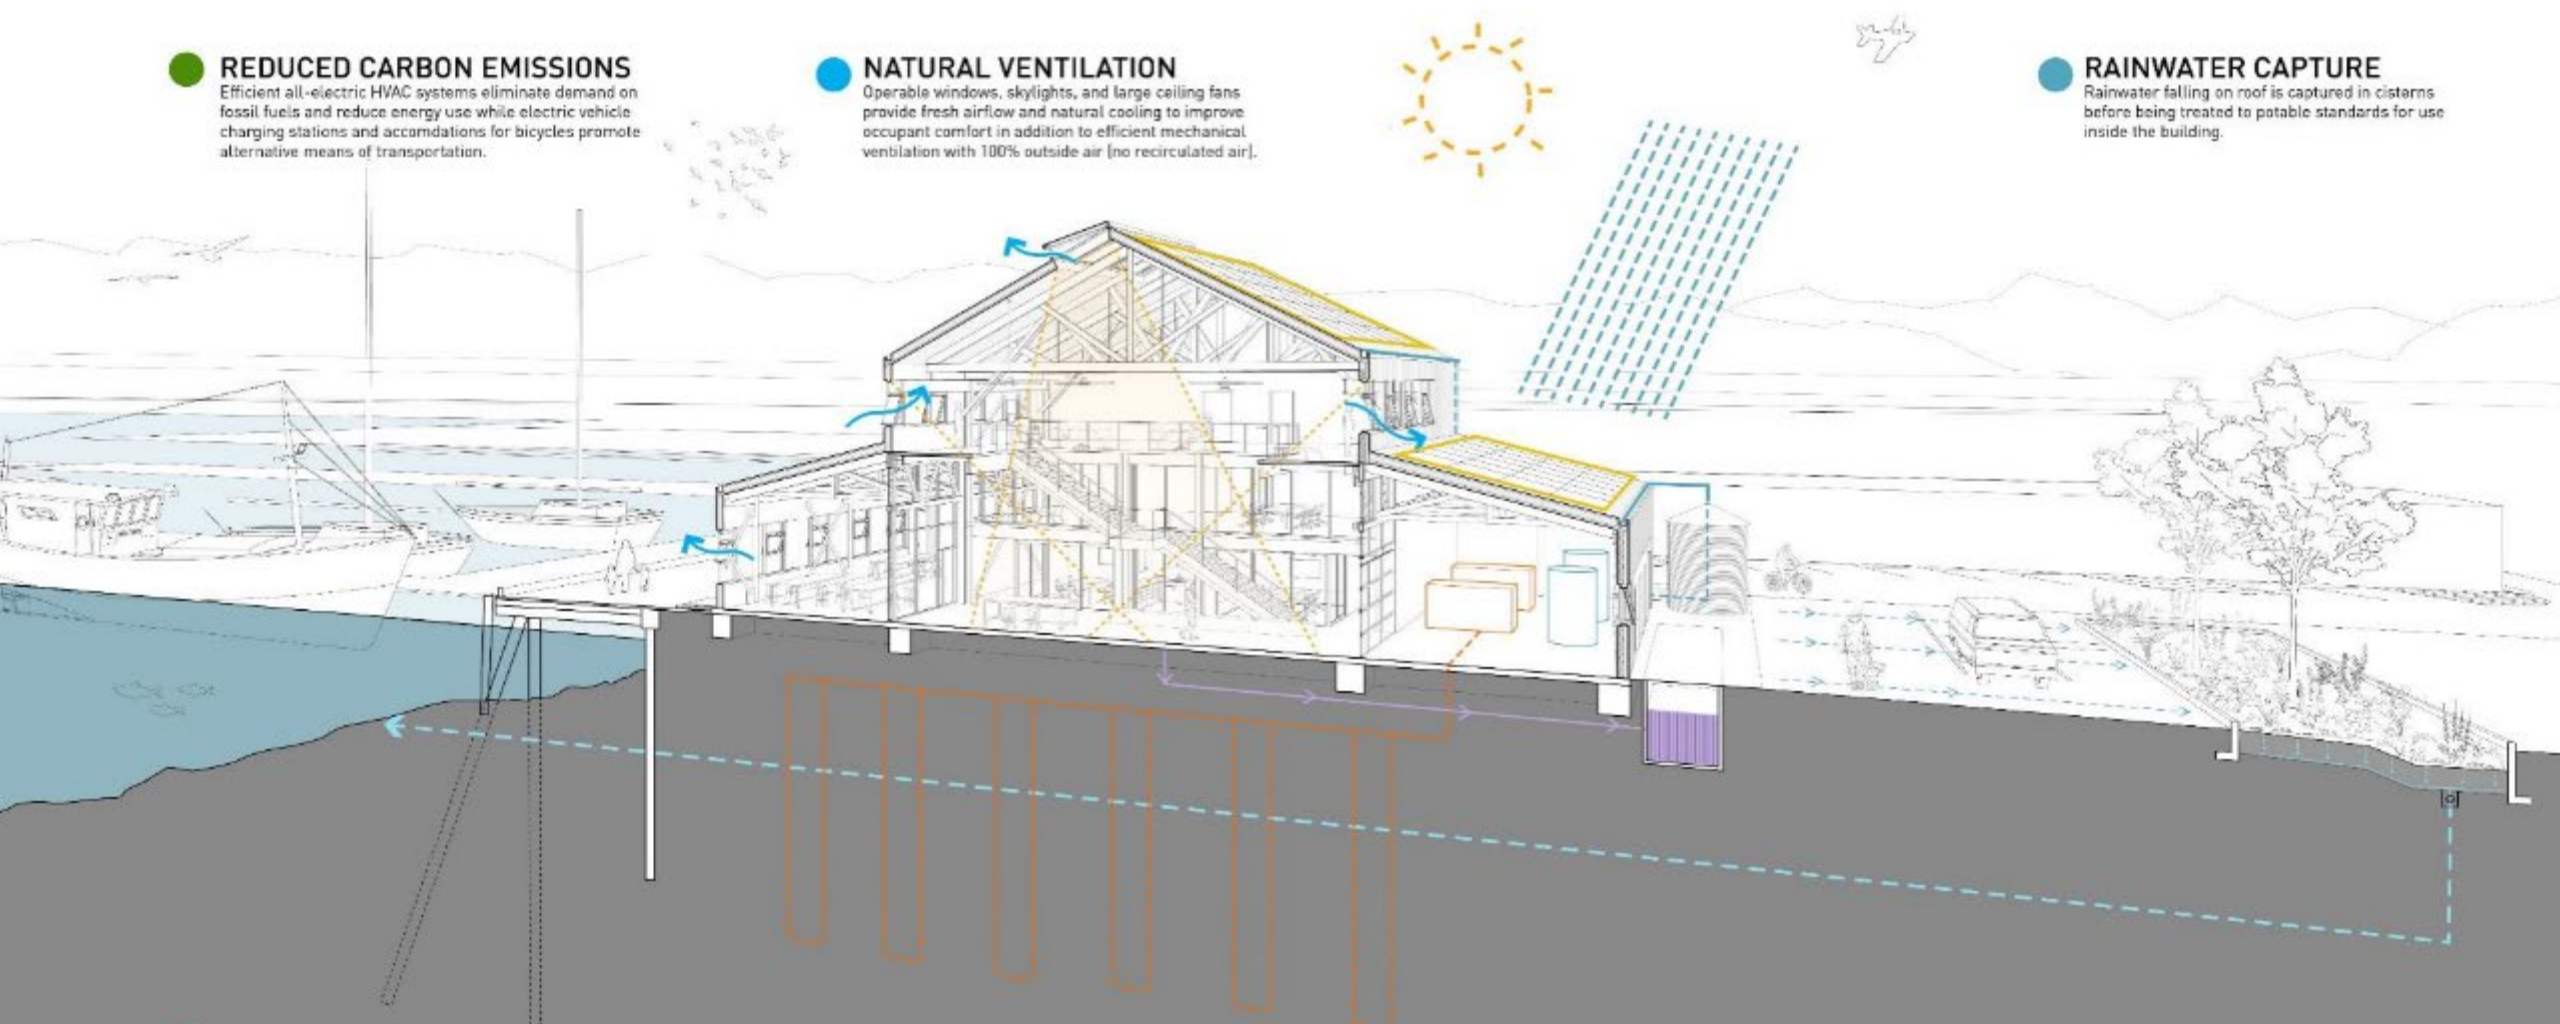 REDUCED CARBON EMISSIONS
Efficient all-electric HVAC systems eliminate demand on
fossil fuels and reduce energy use while electric vehicle
charging stations and accomdations for bicycles promote
alternative means of transportation.
NATURAL VENTILATION
Operable windows, skylights, and large ceiling fans
provide fresh airflow and natural cooling to improve
occupant comfort in addition to efficient mechanical
ventilation with 100% outside air (no recirculated air).
RAINWATER CAPTURE
Rainwater falling on roof is captured in cisterns
before being treated to potable standards for use
inside the building.